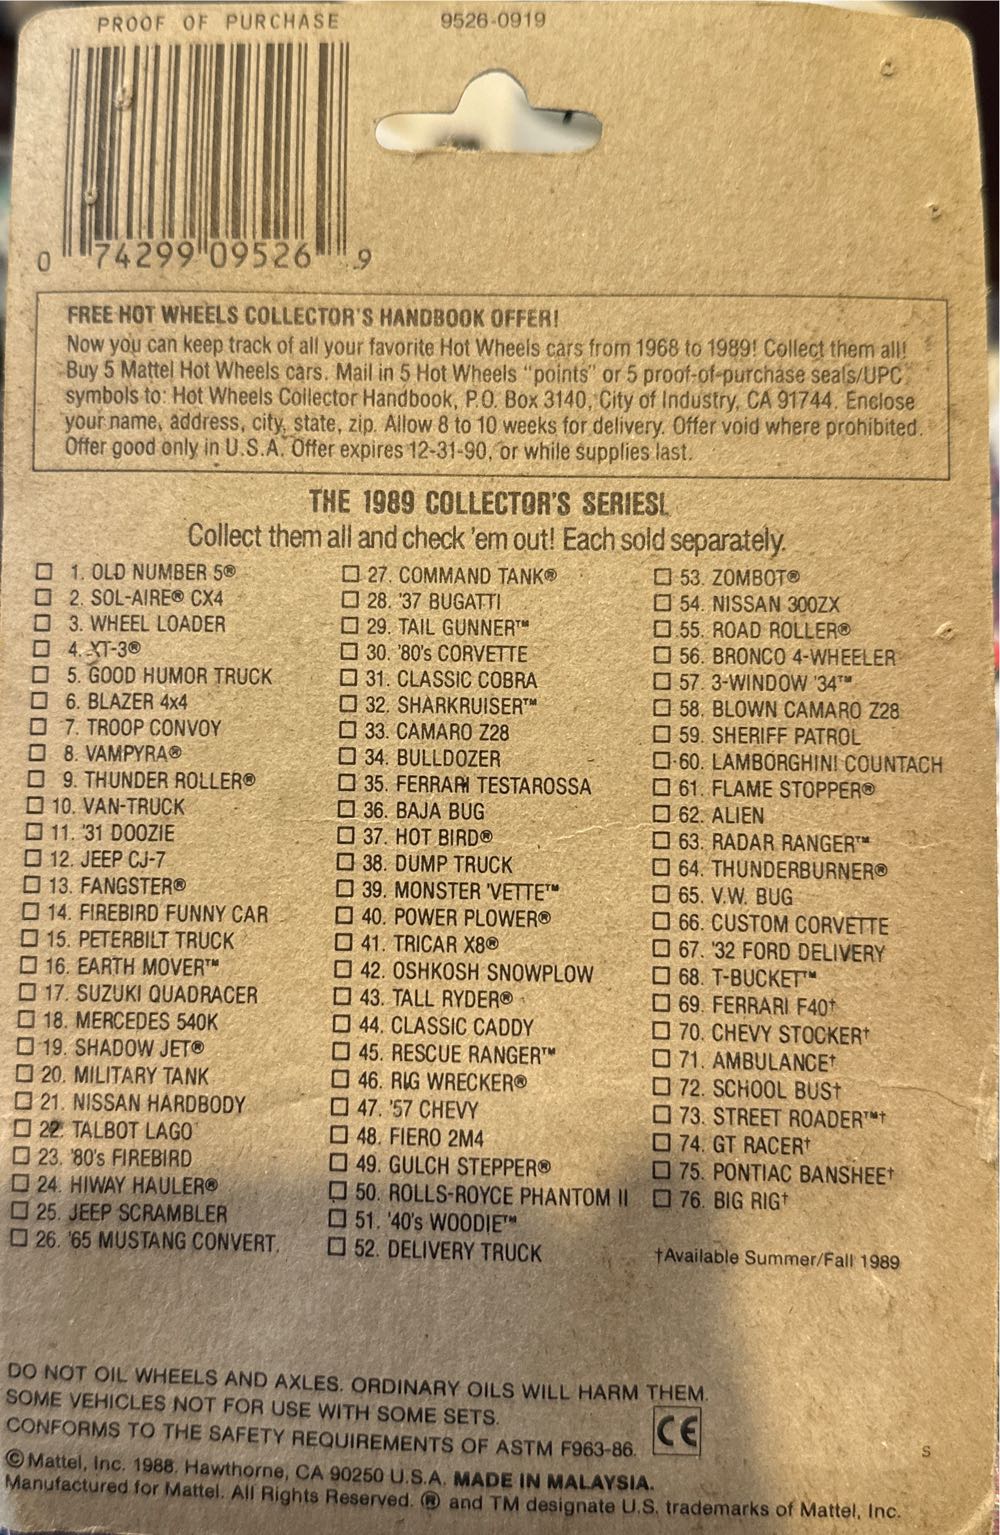 PROOF OF PURCHASE
9526-0919
0 74299 09526 9
FREE HOT WHEELS COLLECTOR'S HANDBOOK OFFER!
Now you can keep track of all your favorite Hot Wheels cars from 1968 to 1989! Collect them all!
Buy 5 Mattel Hot Wheels cars. Mail in 5 Hot Wheels "points" or 5 proof-of-purchase seals/UPC
symbols to: Hot Wheels Collector Handbook, P.O. Box 3140, City of Industry, CA 91744. Enclose
your name, address, city, state, zip. Allow 8 to 10 weeks for delivery. Offer void where prohibited.
Offer good only in U.S.A. Offer expires 12-31-90, or while supplies last.
THE 1989 COLLECTOR'S SERIES!
Collect them all and check 'em out! Each sold separately.
1. OLD NUMBER 5®
2. SOL-AIRE® CX4
3. WHEEL LOADER
4. XT-3®
5. GOOD HUMOR TRUCK
6. BLAZER 4x4
7. TROOP CONVOY
8. VAMPYRA®
9. THUNDER ROLLER®
10. VAN-TRUCK
11. '31 DOOZIE
12. JEEP CJ-7
13. FANGSTER®
14. FIREBIRD FUNNY CAR
15. PETERBILT TRUCK
16. EARTH MOVER™
17. SUZUKI QUADRACER
18. MERCEDES 540K
19. SHADOW JET®
20. MILITARY TANK
21. NISSAN HARDBODY
22. TALBOT LAGO
23. '80's FIREBIRD
24. HIWAY HAULER®
25. JEEP SCRAMBLER
26. '65 MUSTANG CONVERT.
27. COMMAND TANK®
28. '37 BUGATTI
29. TAIL GUNNER™
30. '80's CORVETTE
31. CLASSIC COBRA
32. SHARKRUISER™
33. CAMARO Z28
34. BULLDOZER
35. FERRARI TESTAROSSA
36. BAJA BUG
37. HOT BIRD®
38. DUMP TRUCK
39. MONSTER 'VETTE™
40. POWER PLOWER®
41. TRICAR X8®
42. OSHKOSH SNOWPLOW
43. TALL RYDER®
44. CLASSIC CADDY
45. RESCUE RANGER™
46. RIG WRECKER®
47. '57 CHEVY
48. FIERO 2M4
49. GULCH STEPPER®
50. ROLLS-ROYCE PHANTOM II
51. '40's WOODIE™
52. DELIVERY TRUCK
53. ZOMBOT®
54. NISSAN 300ZX
55. ROAD ROLLER®
56. BRONCO 4-WHEELER
57. 3-WINDOW '34™
58. BLOWN CAMARO Z28
59. SHERIFF PATROL
60. LAMBORGHINI COUNTACH
61. FLAME STOPPER®
62. ALIEN
63. RADAR RANGER™
64. THUNDERBURNER®
65. V.W. BUG
66. CUSTOM CORVETTE
67. '32 FORD DELIVERY
68. T-BUCKET™
69. FERRARI F40†
70. CHEVY STOCKER†
71. AMBULANCE†
72. SCHOOL BUS†
73. STREET ROADER™†
74. GT RACER†
75. PONTIAC BANSHEE†
76. BIG RIG†
†Available Summer/Fall 1989
DO NOT OIL WHEELS AND AXLES. ORDINARY OILS WILL HARM THEM.
SOME VEHICLES NOT FOR USE WITH SOME SETS.
CONFORMS TO THE SAFETY REQUIREMENTS OF ASTM F963-86.
CE
S
©Mattel, Inc. 1988. Hawthorne, CA 90250 U.S.A. MADE IN MALAYSIA.
Manufactured for Mattel. All Rights Reserved. ® and TM designate U.S. trademarks of Mattel, Inc.